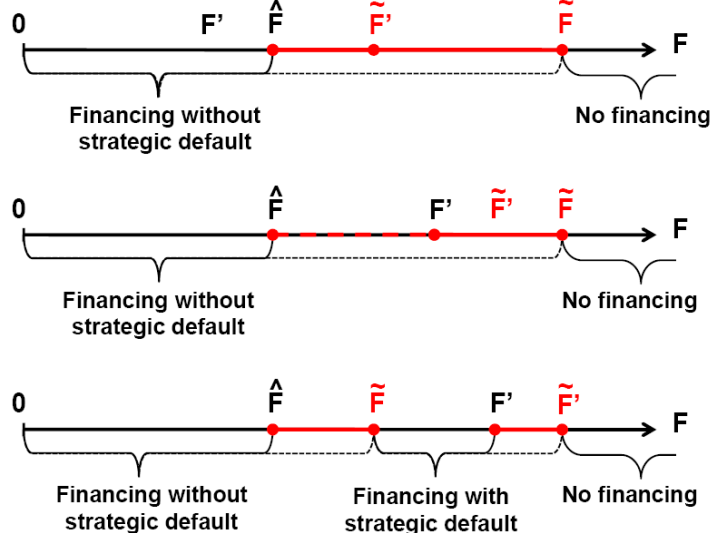 0 F’ F̂ F̃’ F̃ F
Financing without
strategic default
No financing
0 F̂ F’ F̃’ F̃ F
Financing without
strategic default
No financing
0 F̂ F̃ F’ F̃’ F
Financing without
strategic default
Financing with
strategic default
No financing